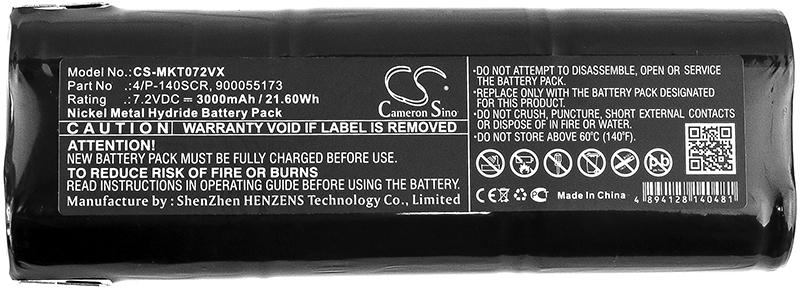 Model No.:CS-MKT072VX
Part No .:4/P-140SCR, 900055173
Rating .:7.2VDC ⎓ 3000mAh / 21.60Wh
Nickel Metal Hydride Battery Pack
CS
Cameron Sino
CAUTION WARRANTY VOID IF LABEL IS REMOVED
ATTENTION!
NEW BATTERY PACK MUST BE FULLY CHARGED BEFORE USE.
TO REDUCE RISK OF FIRE OR BURNS
READ INSTRUCTIONS IN OPERATING GUIDE BEFORE USING THE BATTERY.
Manufacture by : ShenZhen HENZENS Technology Co., Limited
•AS NOT TO DISASSEMBLE, OPEN OR SERVICE
THE BATTERY PACK.
•REPLACE ONLY WITH THE BATTERY PACK DESIGNATED
FOR THIS PRODUCT.
•DO NOT CRUSH, PUNCTURE, SHORT EXTERNAL CONTACTS
OR DISPOSE OF IN FIRE OR WATER.
•DO NOT STORE ABOVE 60°C (140°F).
CE
Made In China
4 894128 140481